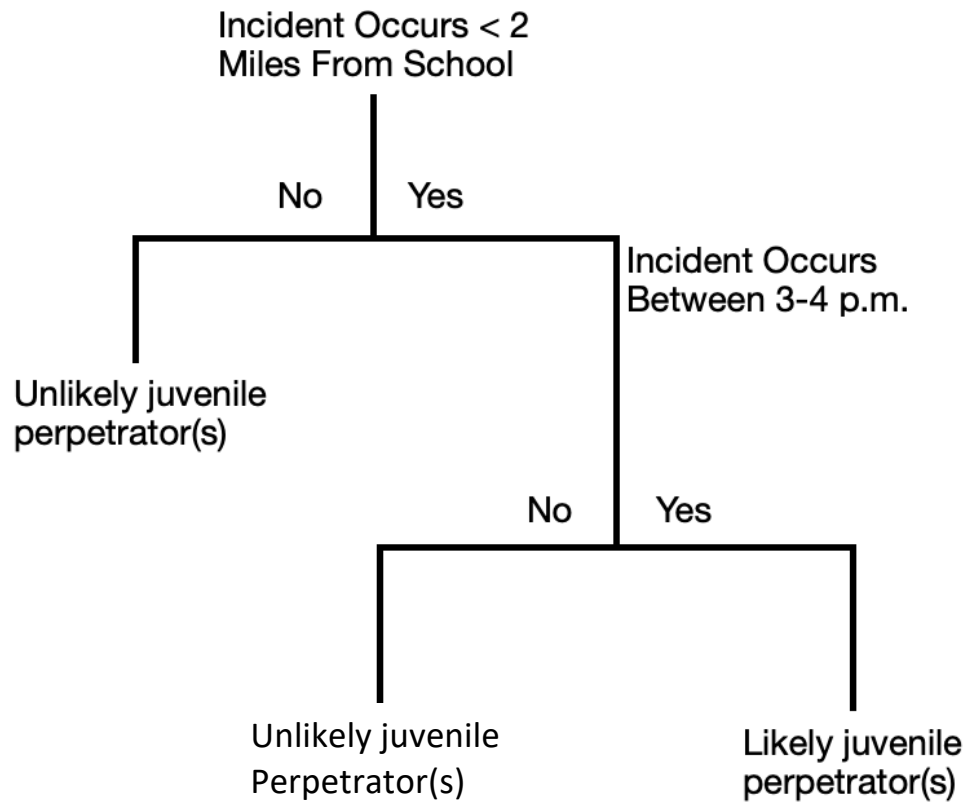 Incident Occurs < 2
Miles From School
No
Yes
Incident Occurs
Between 3-4 p.m.
Unlikely juvenile
perpetrator(s)
No
Yes
Unlikely juvenile
Perpetrator(s)
Likely juvenile
perpetrator(s)